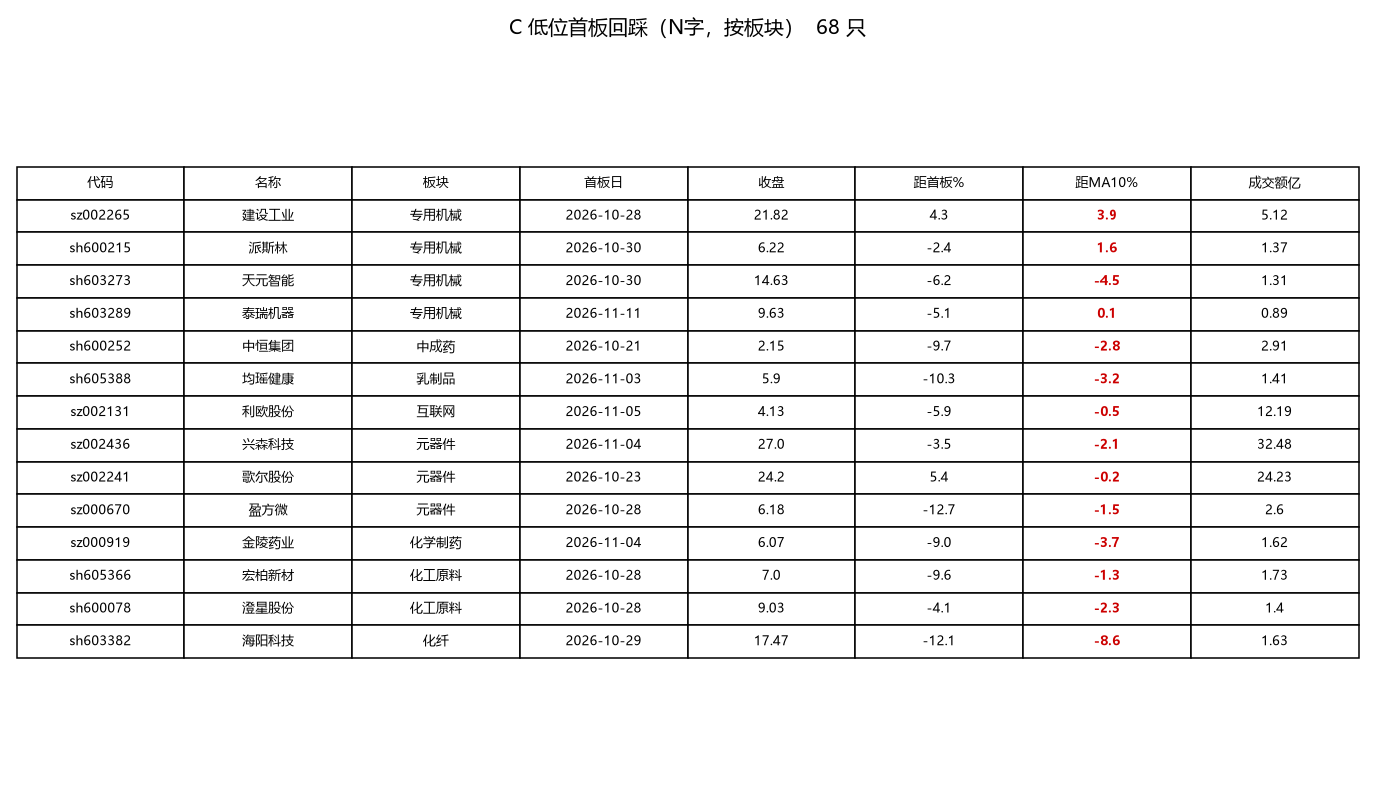 C 低位首板回踩（N字，按板块） 68 只
代码 名称 板块 首板日 收盘 距首板% 距MA10% 成交额亿
sz002265 建设工业 专用机械 2026-10-28 21.82 4.3 3.9 5.12
sh600215 派斯林 专用机械 2026-10-30 6.22 -2.4 1.6 1.37
sh603273 天元智能 专用机械 2026-10-30 14.63 -6.2 -4.5 1.31
sh603289 泰瑞机器 专用机械 2026-11-11 9.63 -5.1 0.1 0.89
sh600252 中恒集团 中成药 2026-10-21 2.15 -9.7 -2.8 2.91
sh605388 均瑶健康 乳制品 2026-11-03 5.9 -10.3 -3.2 1.41
sz002131 利欧股份 互联网 2026-11-05 4.13 -5.9 -0.5 12.19
sz002436 兴森科技 元器件 2026-11-04 27.0 -3.5 -2.1 32.48
sz002241 歌尔股份 元器件 2026-10-23 24.2 5.4 -0.2 24.23
sz000670 盈方微 元器件 2026-10-28 6.18 -12.7 -1.5 2.6
sz000919 金陵药业 化学制药 2026-11-04 6.07 -9.0 -3.7 1.62
sh605366 宏柏新材 化工原料 2026-10-28 7.0 -9.6 -1.3 1.73
sh600078 澄星股份 化工原料 2026-10-28 9.03 -4.1 -2.3 1.4
sh603382 海阳科技 化纤 2026-10-29 17.47 -12.1 -8.6 1.63